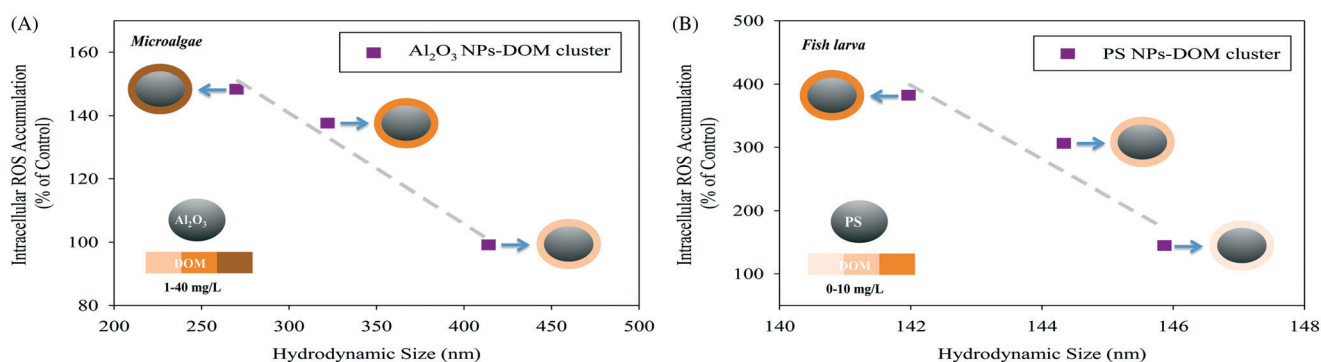 (A)
Microalgae
Al₂O₃ NPs-DOM cluster
Intracellular ROS Accumulation
(% of Control)
160
140
120
100
80
Al₂O₃
DOM
1-40 mg/L
200 250 300 350 400 450 500
Hydrodynamic Size (nm)
(B)
Fish larva
PS NPs-DOM cluster
Intracellular ROS Accumulation
(% of Control)
500
400
300
200
100
PS
DOM
0-10 mg/L
140 142 144 146 148
Hydrodynamic Size (nm)